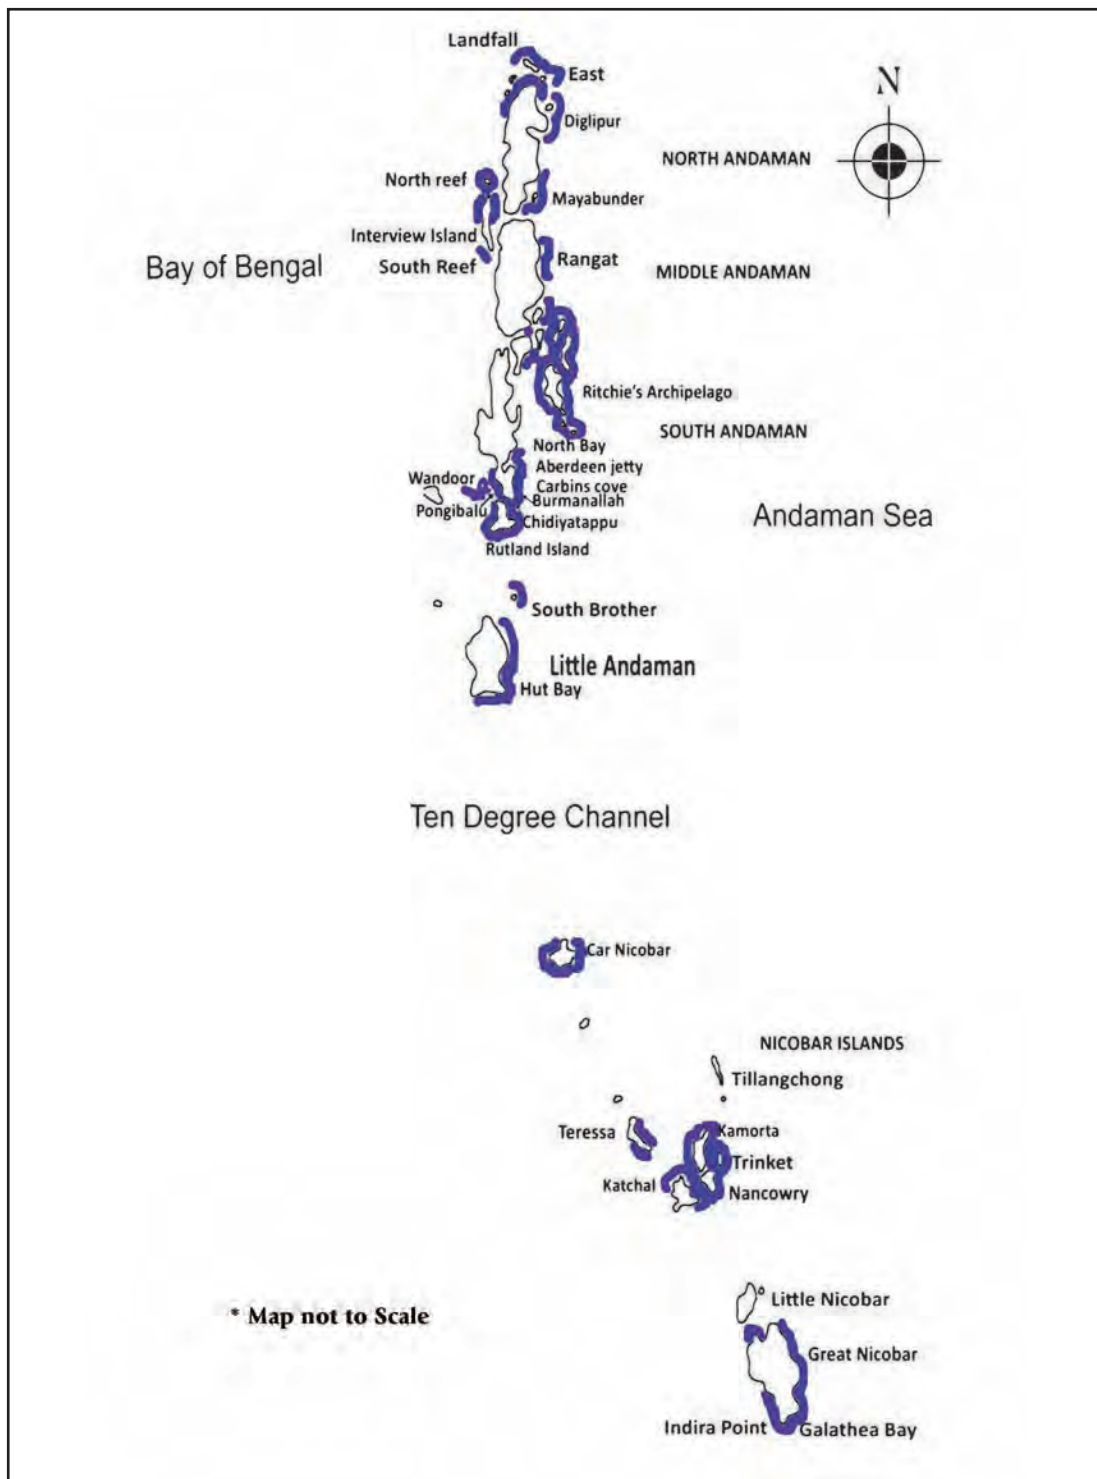 Landfall
East
N
Diglipur
NORTH ANDAMAN
North reef
Mayabunder
Interview Island
Bay of Bengal
South Reef
Rangat
MIDDLE ANDAMAN
Ritchie's Archipelago
SOUTH ANDAMAN
North Bay
Aberdeen jetty
Wandoor
Carbins cove
Burmanallah
Pongibalu
Chidiyatappu
Andaman Sea
Rutland Island
South Brother
Little Andaman
Hut Bay
Ten Degree Channel
Car Nicobar
NICOBAR ISLANDS
Tillangchong
Teressa
Kamorta
Trinket
Katchal
Nancowry
Little Nicobar
* Map not to Scale
Great Nicobar
Indira Point
Galathea Bay